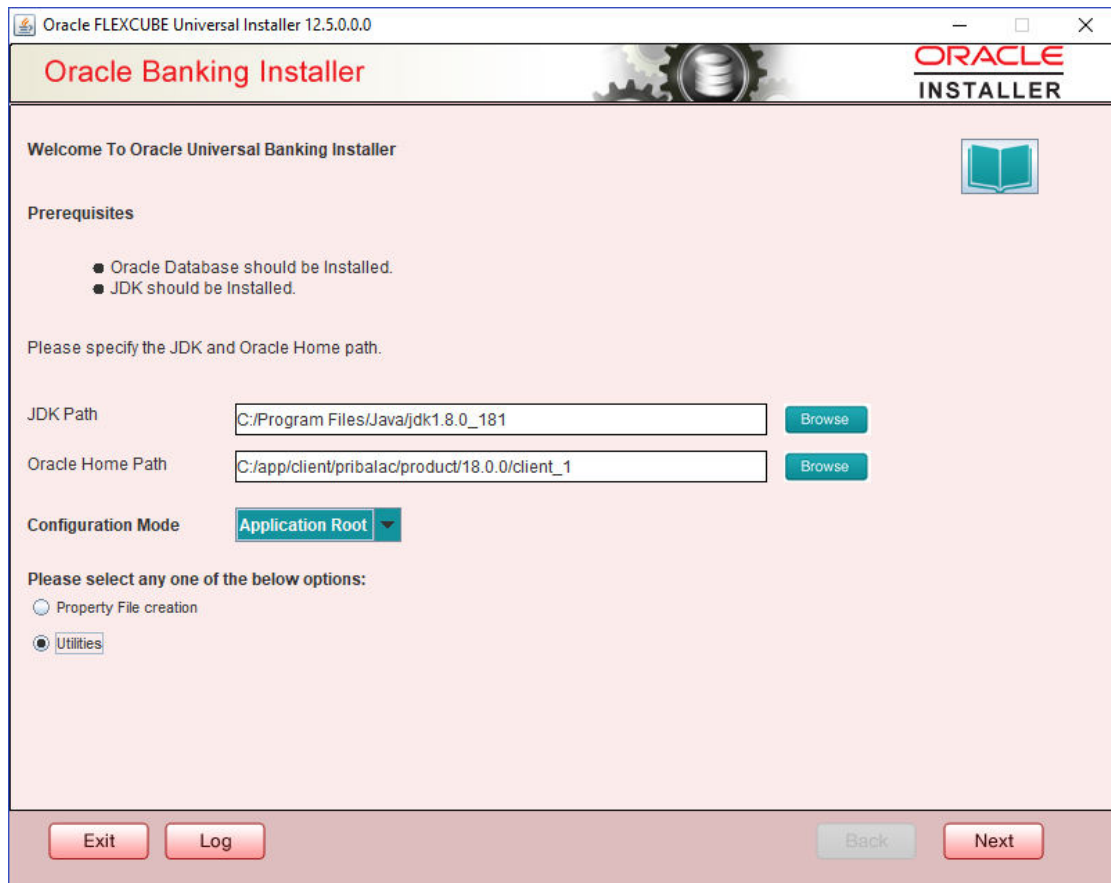 Oracle FLEXCUBE Universal Installer 12.5.0.0.0
Oracle Banking Installer
ORACLE
INSTALLER
Welcome To Oracle Universal Banking Installer
Prerequisites
Oracle Database should be Installed.
JDK should be Installed.
Please specify the JDK and Oracle Home path.
JDK Path C:/Program Files/Java/jdk1.8.0_181 Browse
Oracle Home Path C:/app/client/pribalac/product/18.0.0/client_1 Browse
Configuration Mode Application Root
Please select any one of the below options:
Property File creation
Utilities
Exit Log Back Next